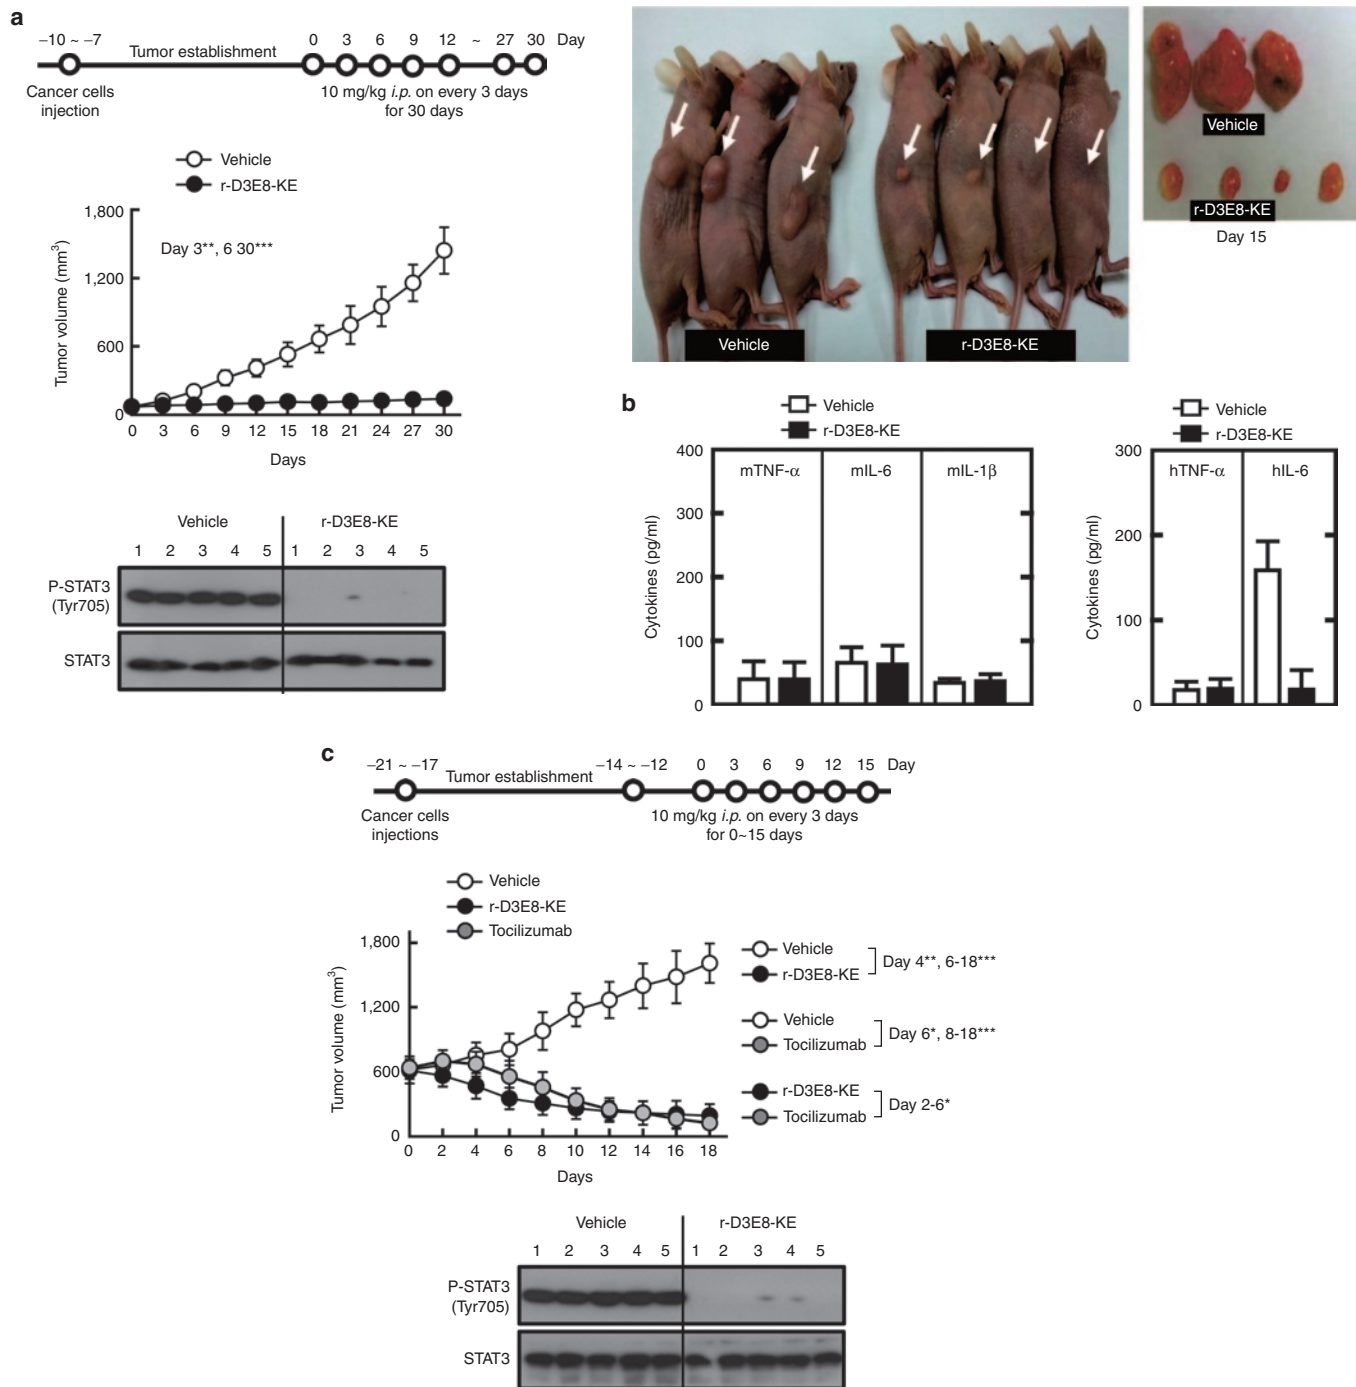 a
−10 ~ −7
Tumor establishment
0 3 6 9 12 ~ 27 30 Day
Cancer cells
injection
10 mg/kg i.p. on every 3 days
for 30 days
Vehicle
r-D3E8-KE
Tumor volume (mm³)
1,800
1,200
600
0
Day 3**, 6 30***
0 3 6 9 12 15 18 21 24 27 30
Days
Vehicle r-D3E8-KE
1 2 3 4 5 1 2 3 4 5
P-STAT3
(Tyr705)
STAT3
Vehicle
r-D3E8-KE
Vehicle
r-D3E8-KE
Day 15
b
Vehicle
r-D3E8-KE
Cytokines (pg/ml)
400
300
200
100
0
mTNF-α mIL-6 mIL-1β
Vehicle
r-D3E8-KE
Cytokines (pg/ml)
300
200
100
0
hTNF-α hIL-6
c
−21 ~ −17
Tumor establishment
−14 ~ −12
0 3 6 9 12 15 Day
Cancer cells
injections
10 mg/kg i.p. on every 3 days
for 0~15 days
Vehicle
r-D3E8-KE
Tocilizumab
Tumor volume (mm³)
1,800
1,200
600
0
0 2 4 6 8 10 12 14 16 18
Days
Vehicle
r-D3E8-KE
Day 4**, 6-18***
Vehicle
Tocilizumab
Day 6*, 8-18***
r-D3E8-KE
Tocilizumab
Day 2-6*
Vehicle r-D3E8-KE
1 2 3 4 5 1 2 3 4 5
P-STAT3
(Tyr705)
STAT3